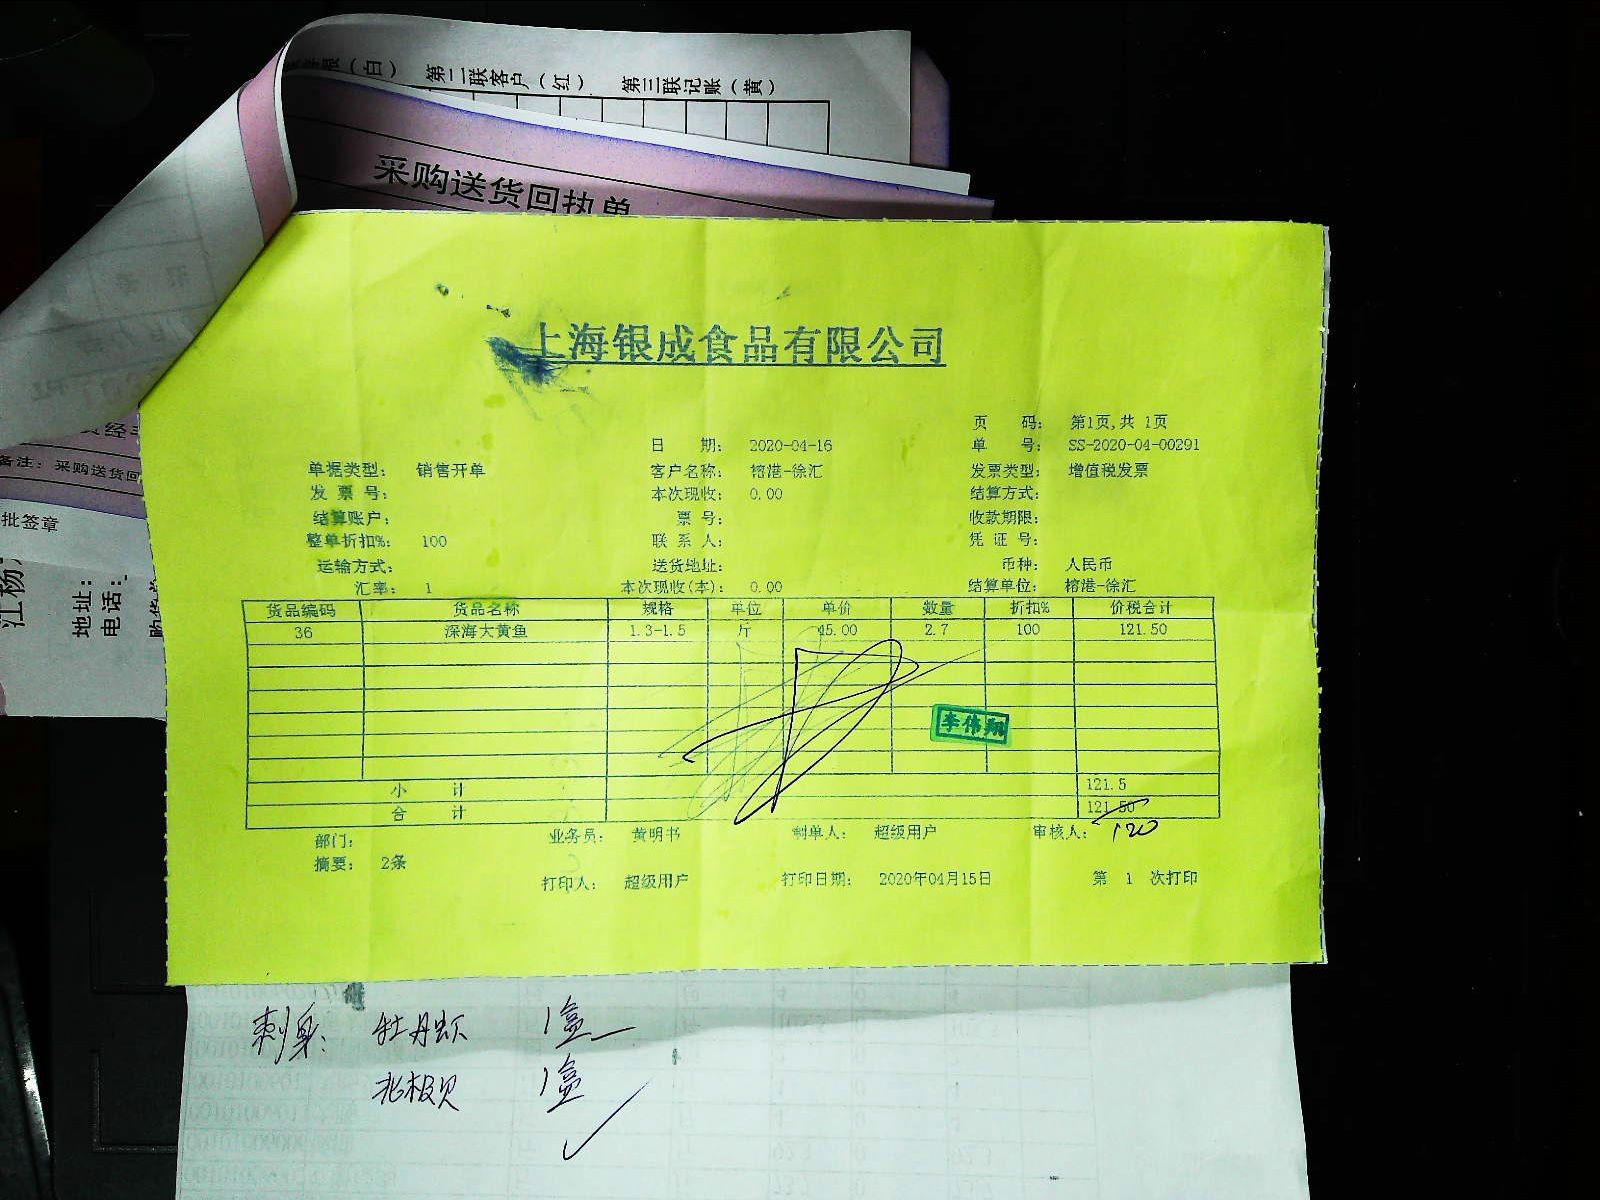 第二联客户（红） 第三联记账（黄）
采购送货回执单
备注：采购送货回
批签章
地址：
电话：
上海银成食品有限公司
页 码： 第1页,共 1页
日 期： 2020-04-16 单 号： SS-2020-04-00291
单据类型： 销售开单 客户名称： 榕港-徐汇 发票类型： 增值税发票
发 票 号： 本次现收： 0.00 结算方式：
结算账户： 票 号： 收款期限：
整单折扣%： 100 联 系 人： 凭 证 号：
运输方式： 送货地址： 币种： 人民币
汇率： 1 本次现收(本)： 0.00 结算单位： 榕港-徐汇
货品编码 货品名称 规格 单位 单价 数量 折扣% 价税合计
36 深海大黄鱼 1.3-1.5 斤 45.00 2.7 100 121.50
李伟翔
小 计 121.5
合 计 121.50
部门： 业务员： 黄明书 制单人： 超级用户 审核人： 120
摘要： 2条
打印人： 超级用户 打印日期： 2020年04月15日 第 1 次打印
刺身： 牡丹虾 1盒
北极贝 1盒